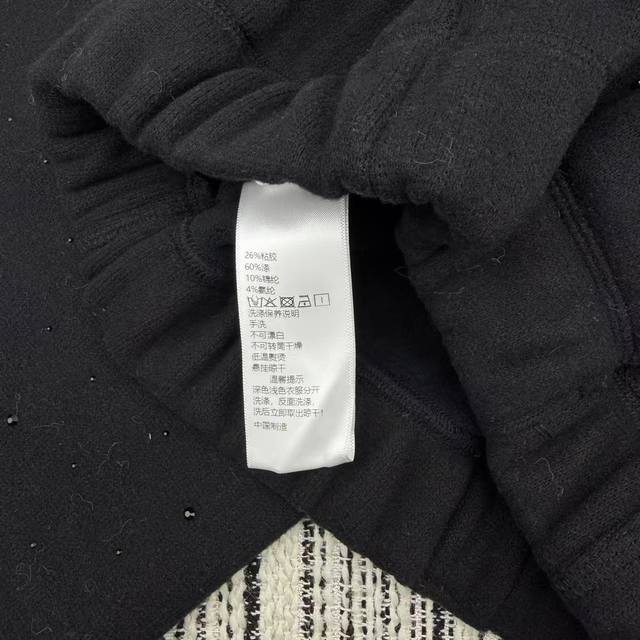 26%粘胶
60%涤
10%锦纶
4%氨纶
洗涤保养说明
手洗
不可漂白
不可转筒干燥
低温熨烫
悬挂晾干
温馨提示
深色浅色衣服分开
洗涤、反面洗涤、
洗后立即取出晾干!
中国制造